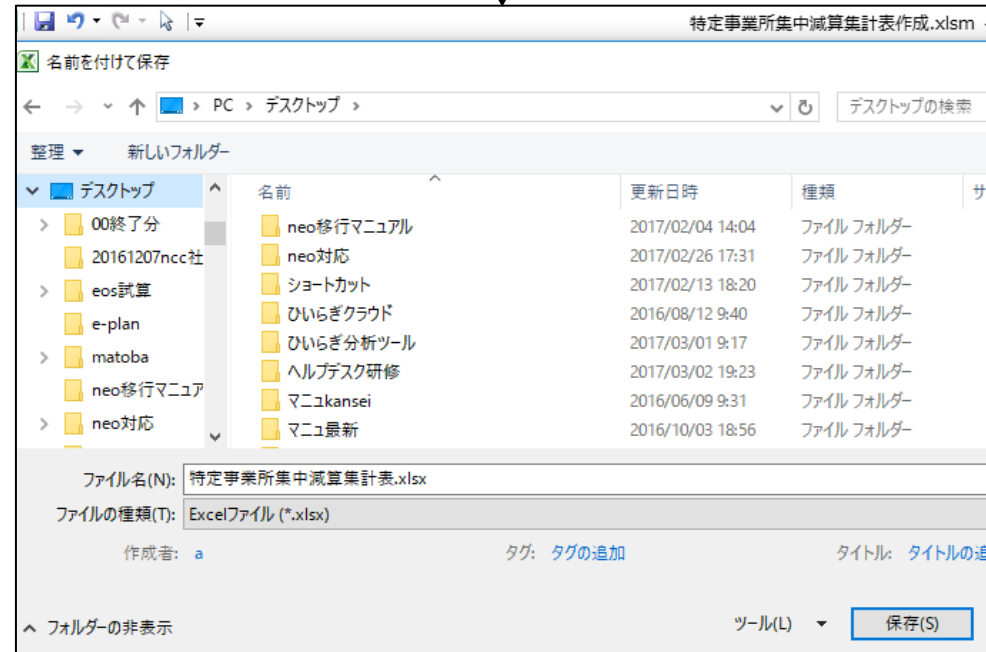 特定事業所集中減算集計表作成.xlsm -
名前を付けて保存
PC > デスクトップ >
デスクトップの検索
整理 新しいフォルダー
デスクトップ
00終了分
20161207ncc社
eos試算
e-plan
matoba
neo移行マニュア
neo対応
名前 更新日時 種類 サ
neo移行マニュアル 2017/02/04 14:04 ファイル フォルダー
neo対応 2017/02/26 17:31 ファイル フォルダー
ショートカット 2017/02/13 18:20 ファイル フォルダー
ひいらぎクラウド 2016/08/12 9:40 ファイル フォルダー
ひいらぎ分析ツール 2017/03/01 9:17 ファイル フォルダー
ヘルプデスク研修 2017/03/02 19:23 ファイル フォルダー
マニュkansei 2016/06/09 9:31 ファイル フォルダー
マニュ最新 2016/10/03 18:56 ファイル フォルダー
ファイル名(N): 特定事業所集中減算集計表.xlsx
ファイルの種類(T): Excelファイル (*.xlsx)
作成者: a タグ: タグの追加 タイトル: タイトルの追
フォルダーの非表示 ツール(L) 保存(S)